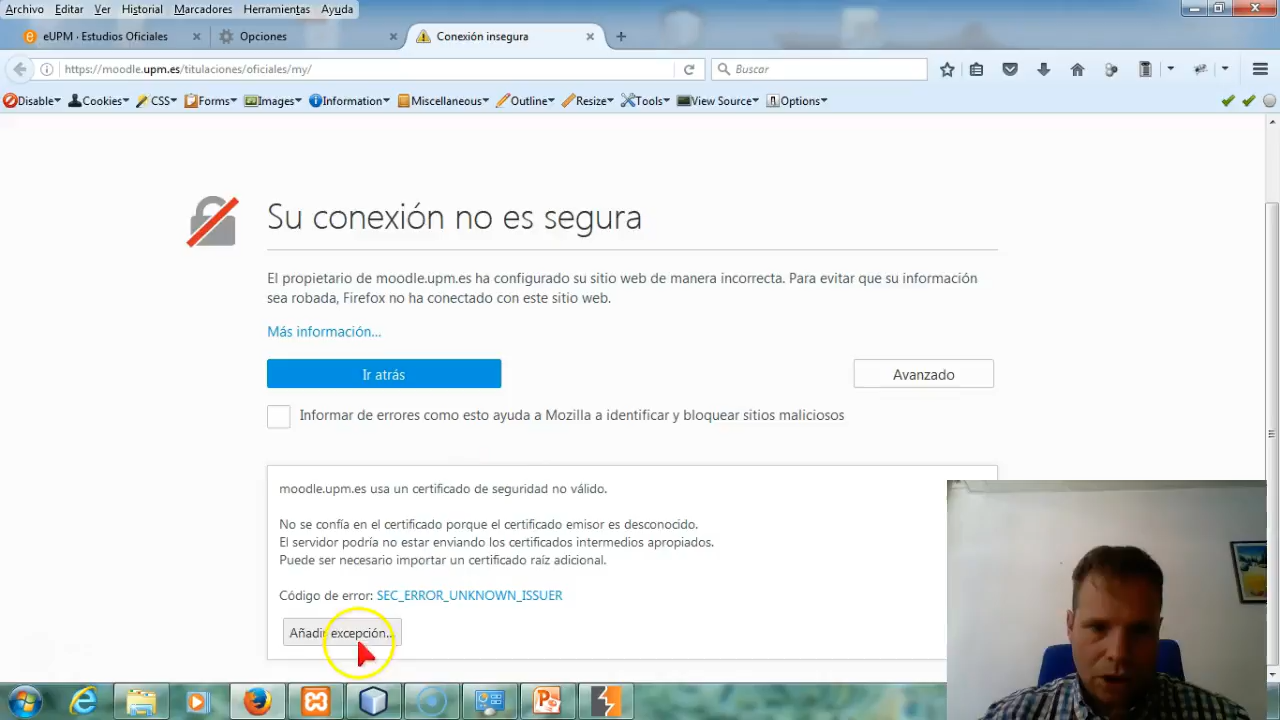 Archivo Editar Ver Historial Marcadores Herramientas Ayuda
eUPM · Estudios Oficiales Opciones Conexión insegura
https://moodle.upm.es/titulaciones/oficiales/my/ Buscar
Disable Cookies CSS Forms Images Information Miscellaneous Outline Resize Tools View Source Options
Su conexión no es segura
El propietario de moodle.upm.es ha configurado su sitio web de manera incorrecta. Para evitar que su información
sea robada, Firefox no ha conectado con este sitio web.
Más información...
Ir atrás Avanzado
Informar de errores como esto ayuda a Mozilla a identificar y bloquear sitios maliciosos
moodle.upm.es usa un certificado de seguridad no válido.
No se confía en el certificado porque el certificado emisor es desconocido.
El servidor podría no estar enviando los certificados intermedios apropiados.
Puede ser necesario importar un certificado raíz adicional.
Código de error: SEC_ERROR_UNKNOWN_ISSUER
Añadir excepción...